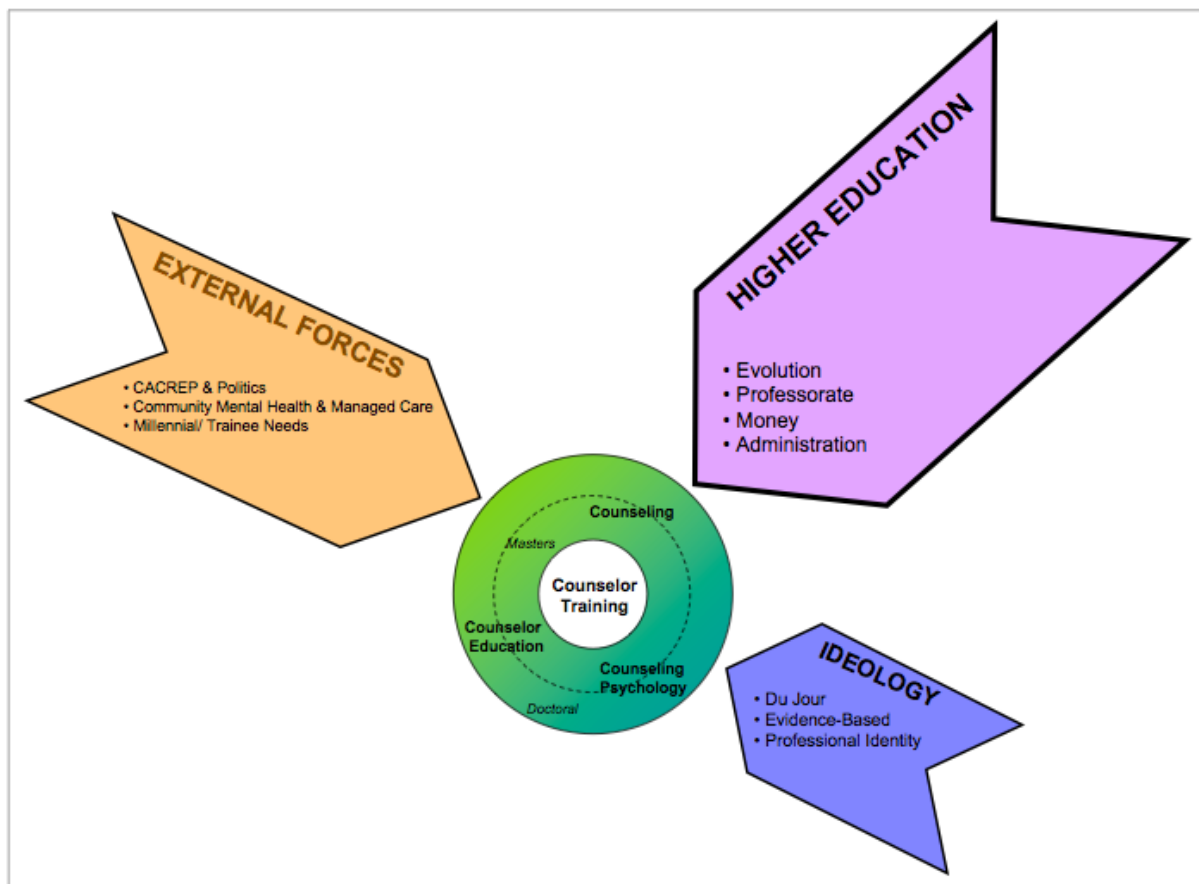 HIGHER EDUCATION
• Evolution
• Professorate
• Money
• Administration
EXTERNAL FORCES
• CACREP & Politics
• Community Mental Health & Managed Care
• Millennial/ Trainee Needs
Counseling
Masters
Counselor
Training
Counselor
Education
Counseling
Psychology
Doctoral
IDEOLOGY
• Du Jour
• Evidence-Based
• Professional Identity